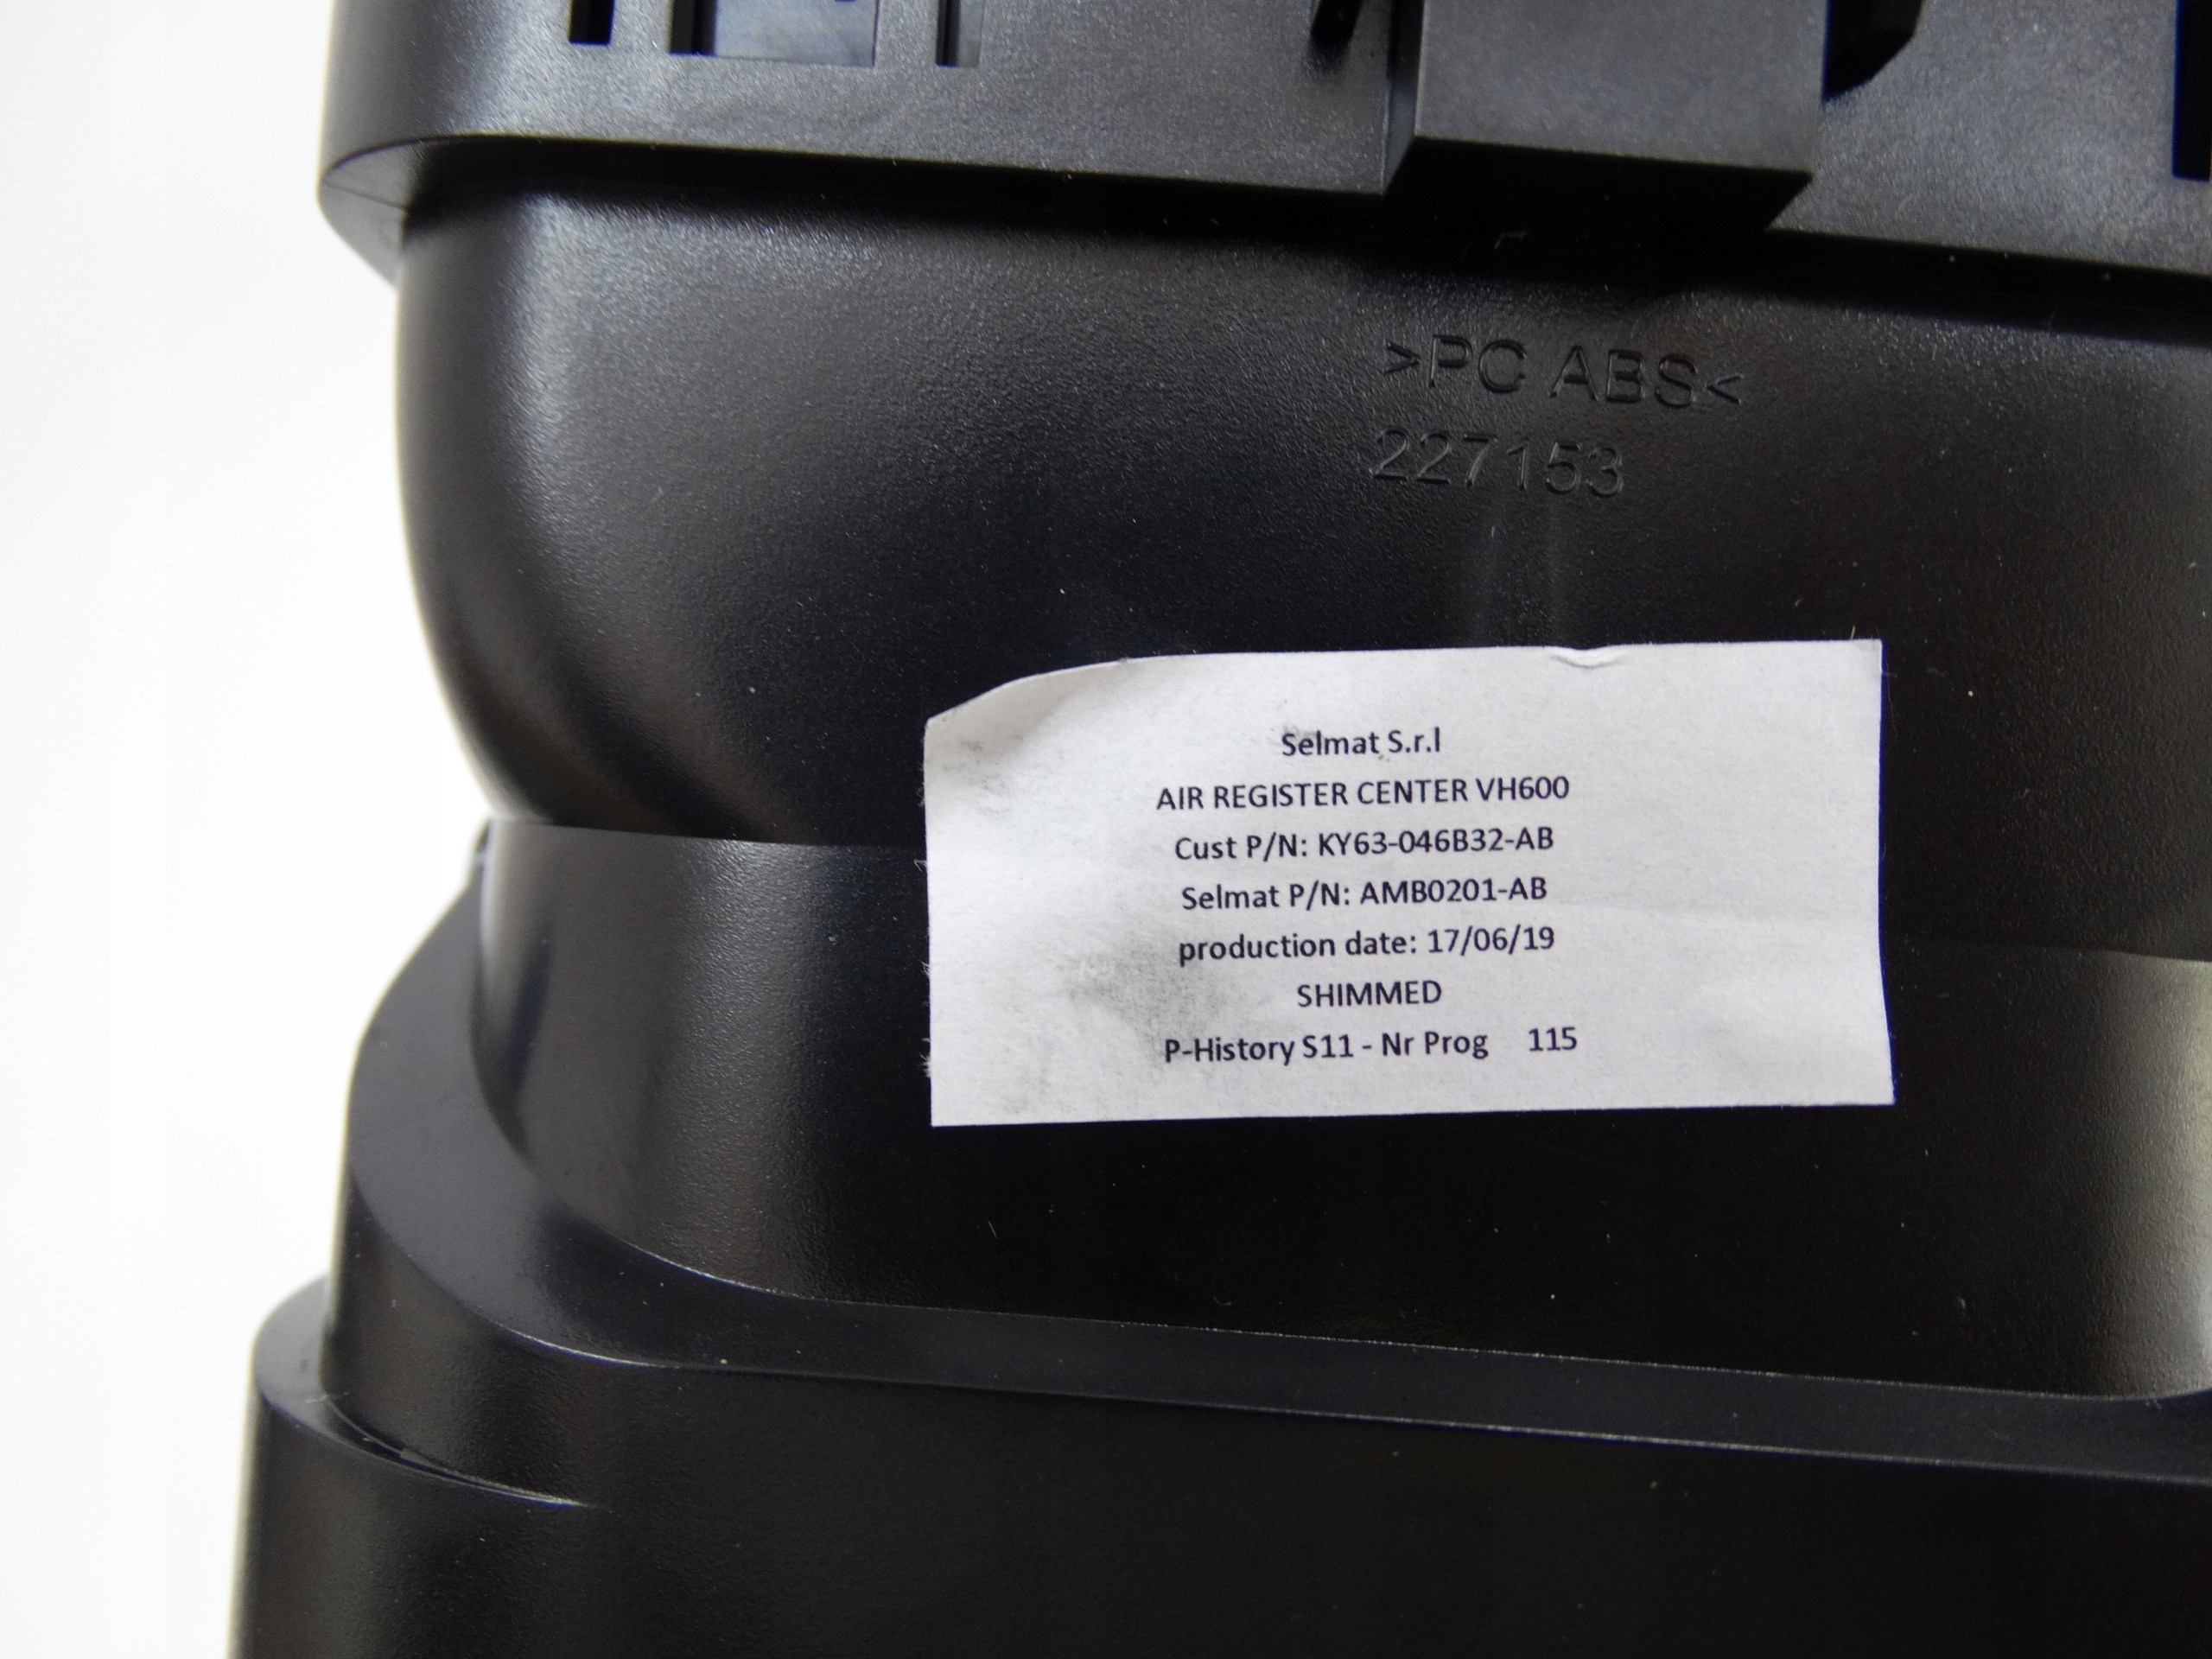 >PC ABS<
227153
Selmat S.r.l
AIR REGISTER CENTER VH600
Cust P/N: KY63-046B32-AB
Selmat P/N: AMB0201-AB
production date: 17/06/19
SHIMMED
P-History S11 - Nr Prog 115